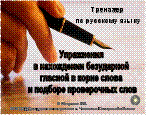 Тренажер
по русскому языку
Упражнения
в нахождении безударной
гласной в корне слова
и подборе проверочных слов